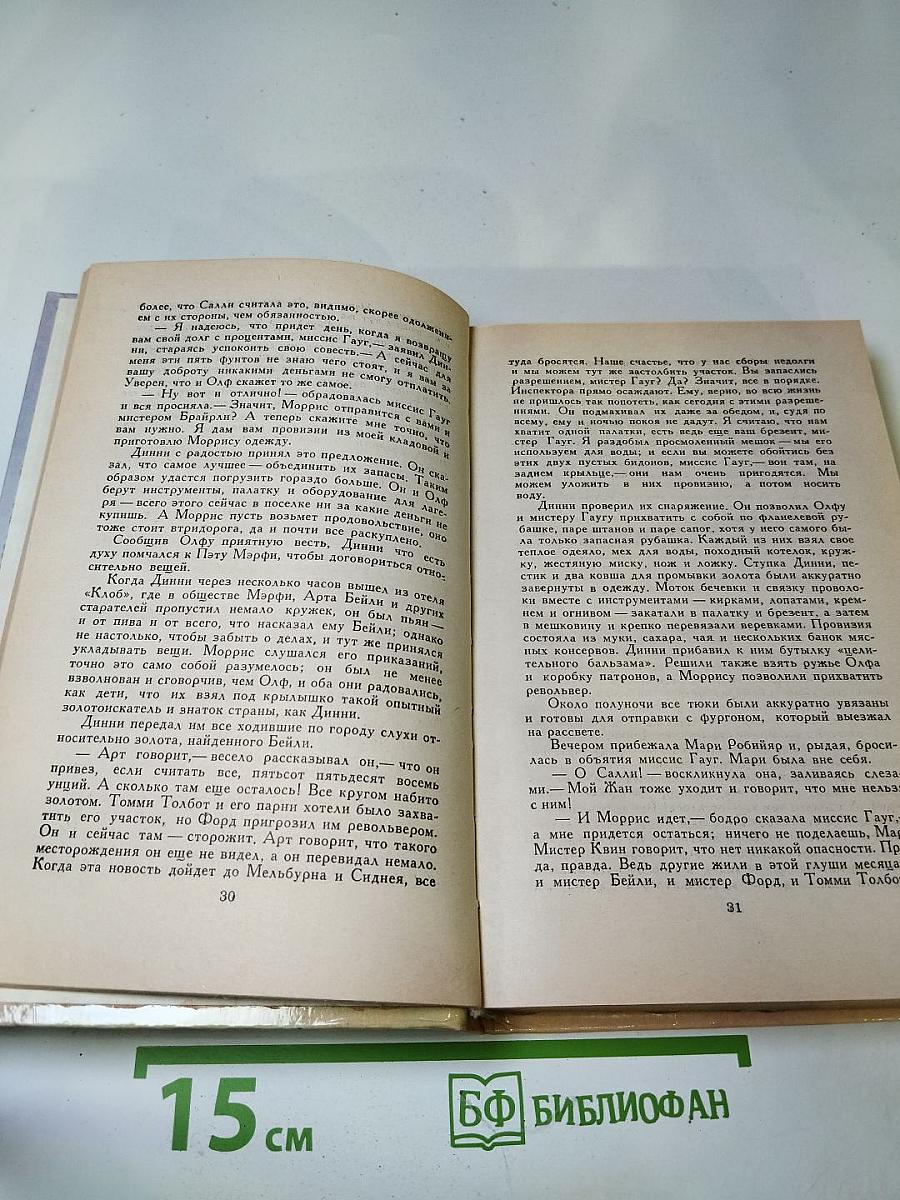 более, что Салли считала это, видимо, скорее одолжени-
ем с их стороны, чем обязанностью.
— Я надеюсь, что придет день, когда я возвращу
вам свой долг с процентами, миссис Гауг,— заявил Дин-
ни, стараясь успокоить свою совесть.— А сейчас для
меня эти пять фунтов не знаю чего стоят, и я вам за
вашу доброту никакими деньгами не смогу отплатить.
Уверен, что и Олф скажет то же самое.
— Ну вот и отлично! — обрадовалась миссис Гауг
и вся просияла.— Значит, Моррис отправится с вами и
мистером Брайрли? А теперь скажите мне точно, что
вам нужно. Я дам вам провизии из моей кладовой и
приготовлю Моррису одежду.
Динни с радостью принял это предложение. Он ска-
зал, что самое лучшее — объединить их запасы. Таким
образом удастся погрузить гораздо больше. Он и Олф
берут инструменты, палатку и оборудование для лаге-
ря — всего этого сейчас в поселке ни за какие деньги не
купишь. А Моррис пусть возьмет продовольствие, оно
тоже стоит втридорога, да и почти все раскуплено.
Сообщив Олфу приятную весть, Динни что есть
духу помчался к Пэту Мэрфи, чтобы договориться отно-
сительно вещей.
Когда Динни через несколько часов вышел из отеля
«Клоб», где в обществе Мэрфи, Арта Бейли и других
старателей пропустил немало кружек, он был пьян —
и от пива и от всего, что насказал ему Бейли; однако
не настолько, чтобы забыть о делах, и тут же принялся
укладывать вещи. Моррис слушался его приказаний,
точно это само собой разумелось; он был не менее
взволнован и сговорчив, чем Олф, и оба они радовались,
как дети, что их взял под крылышко такой опытный
золотоискатель и знаток страны, как Динни.
Динни передал им все ходившие по городу слухи от-
носительно золота, найденного Бейли.
— Арт говорит,— весело рассказывал он,— что он
привез, если считать все, пятьсот пятьдесят восемь
унций. А сколько там еще осталось! Все кругом набито
золотом. Томми Толбот и его парни хотели было захва-
тить его участок, но Форд пригрозил им револьвером.
Он и сейчас там — сторожит. Арт говорит, что такого
месторождения он еще не видел, а он перевидал немало.
Когда эта новость дойдет до Мельбурна и Сиднея, все
30
туда бросятся. Наше счастье, что у нас сборы недолги
и мы можем тут же застолбить участок. Вы запаслись
разрешением, мистер Гауг? Да? Значит, все в порядке.
Инспектора прямо осаждают. Ему, верно, во всю жизнь
не пришлось так попотеть, как сегодня с этими разреше-
ниями. Он подмахивал их даже за обедом, и, судя по
всему, ему и ночью покоя не дадут. Я считаю, что нам
хватит одной палатки, есть ведь еще ваш брезент, ми-
стер Гауг. Я раздобыл просмоленный мешок — мы его
используем для воды; и если вы можете обойтись без
этих двух пустых бидонов, миссис Гауг,— вон там, на
заднем крыльце,— они нам очень пригодятся. Мы
можем уложить в них провизию, а потом носить
воду.
Динни проверил их снаряжение. Он позволил Олфу
и мистеру Гаугу прихватить с собой по фланелевой ру-
башке, паре штанов и паре сапог, хотя у него самого бы-
ла только запасная рубашка. Каждый из них взял свое
теплое одеяло, мех для воды, походный котелок, круж-
ку, жестяную миску, нож и ложку. Ступка Динни, пе-
стик и два ковша для промывки золота были аккуратно
завернуты в одежду. Моток бечевки и связку проволо-
ки вместе с инструментами — кирками, лопатами, крем-
нем и огнивом — закатали в палатку и брезент, а затем
в мешковину и крепко перевязали веревками. Провизия
состояла из муки, сахара, чая и нескольких банок мяс-
ных консервов. Динни прибавил к ним бутылку «цели-
тельного бальзама». Решили также взять ружье Олфа
и коробку патронов, а Моррису позволили прихватить
револьвер.
Около полуночи все тюки были аккуратно увязаны
и готовы для отправки с фургоном, который выезжал
на рассвете.
Вечером прибежала Мари Робийяр и, рыдая, броси-
лась в объятия миссис Гауг. Мари была вне себя.
— О Салли! — воскликнула она, заливаясь слеза-
ми.— Мой Жан тоже уходит и говорит, что мне нельзя
с ним!
— И Моррис идет,— бодро сказала миссис Гауг,—
а мне придется остаться; ничего не поделаешь, Мар
Мистер Квин говорит, что нет никакой опасности. Пр
да, правда. Ведь другие жили в этой глуши месяца
и мистер Бейли, и мистер Форд, и Томми Толбот
31
15 см
БФ БИБЛИОФАН